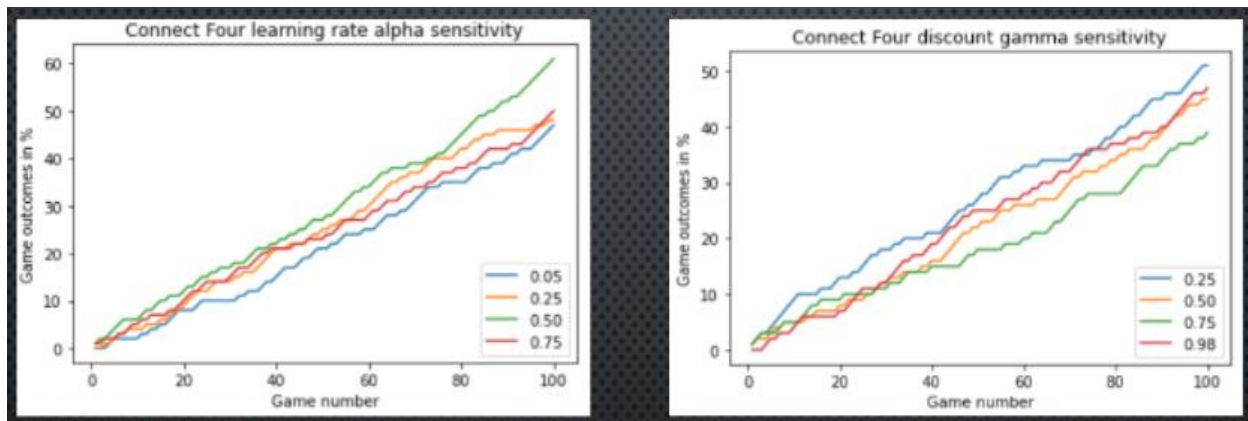 Connect Four learning rate alpha sensitivity
Game outcomes in %
60
50
40
30
20
10
0
0.05
0.25
0.50
0.75
0 20 40 60 80 100
Game number
Connect Four discount gamma sensitivity
Game outcomes in %
50
40
30
20
10
0
0.25
0.50
0.75
0.98
0 20 40 60 80 100
Game number